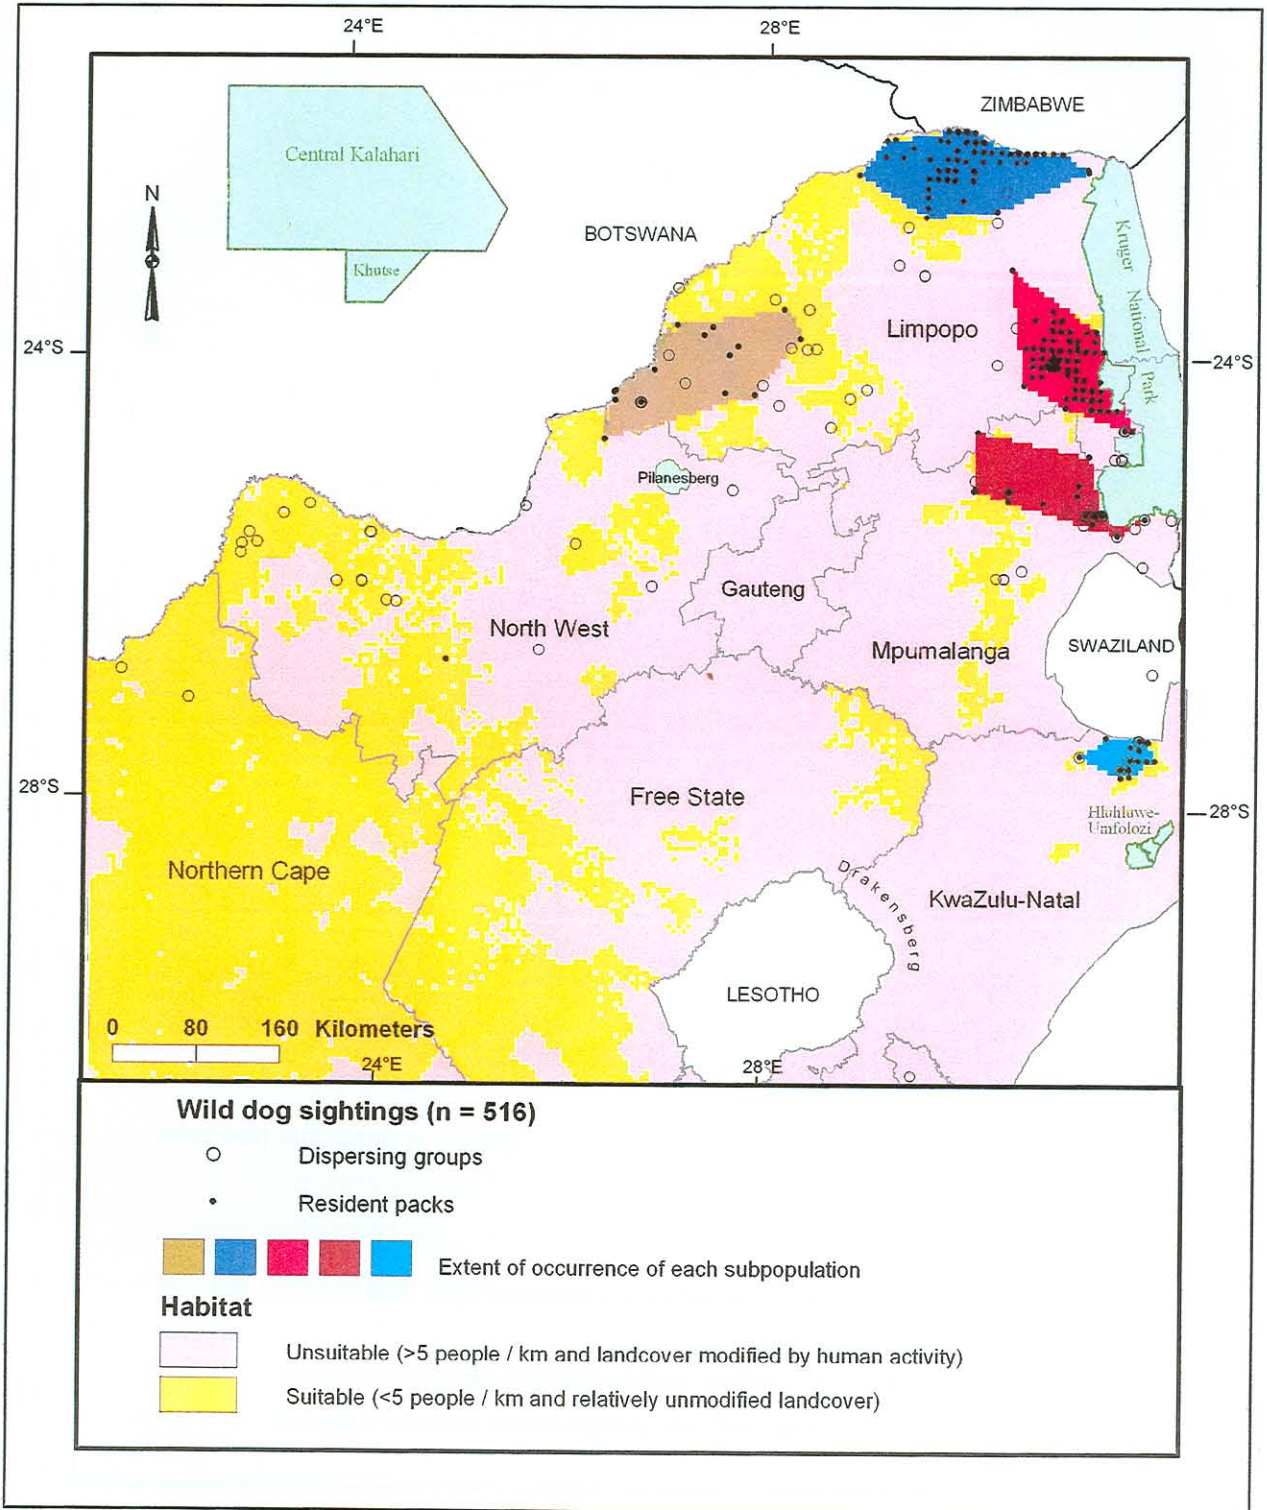 24°E
28°E
ZIMBABWE
Central Kalahari
N
BOTSWANA
Khutse
Kruger National Park
Limpopo
24°S
24°S
Pilanesberg
Gauteng
North West
Mpumalanga
SWAZILAND
28°S
Free State
28°S
Hluhluwe-
Umfolozi
Northern Cape
Drakensberg
KwaZulu-Natal
LESOTHO
0 80 160 Kilometers
24°E
28°E
Wild dog sightings (n = 516)
Dispersing groups
Resident packs
Extent of occurrence of each subpopulation
Habitat
Unsuitable (>5 people / km and landcover modified by human activity)
Suitable (<5 people / km and relatively unmodified landcover)